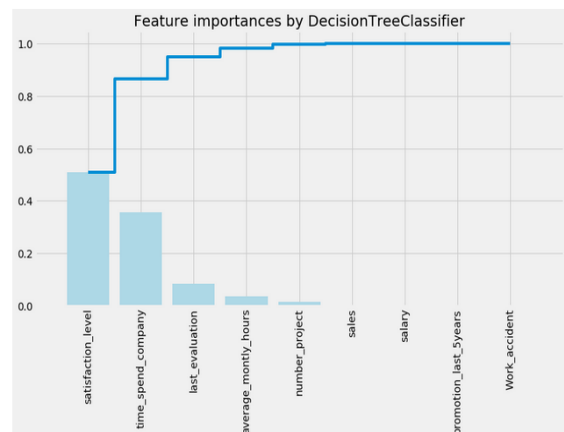 Feature importances by DecisionTreeClassifier
1.0
0.8
0.6
0.4
0.2
0.0
satisfaction_level
time_spend_company
last_evaluation
average_montly_hours
number_project
sales
salary
promotion_last_5years
Work_accident